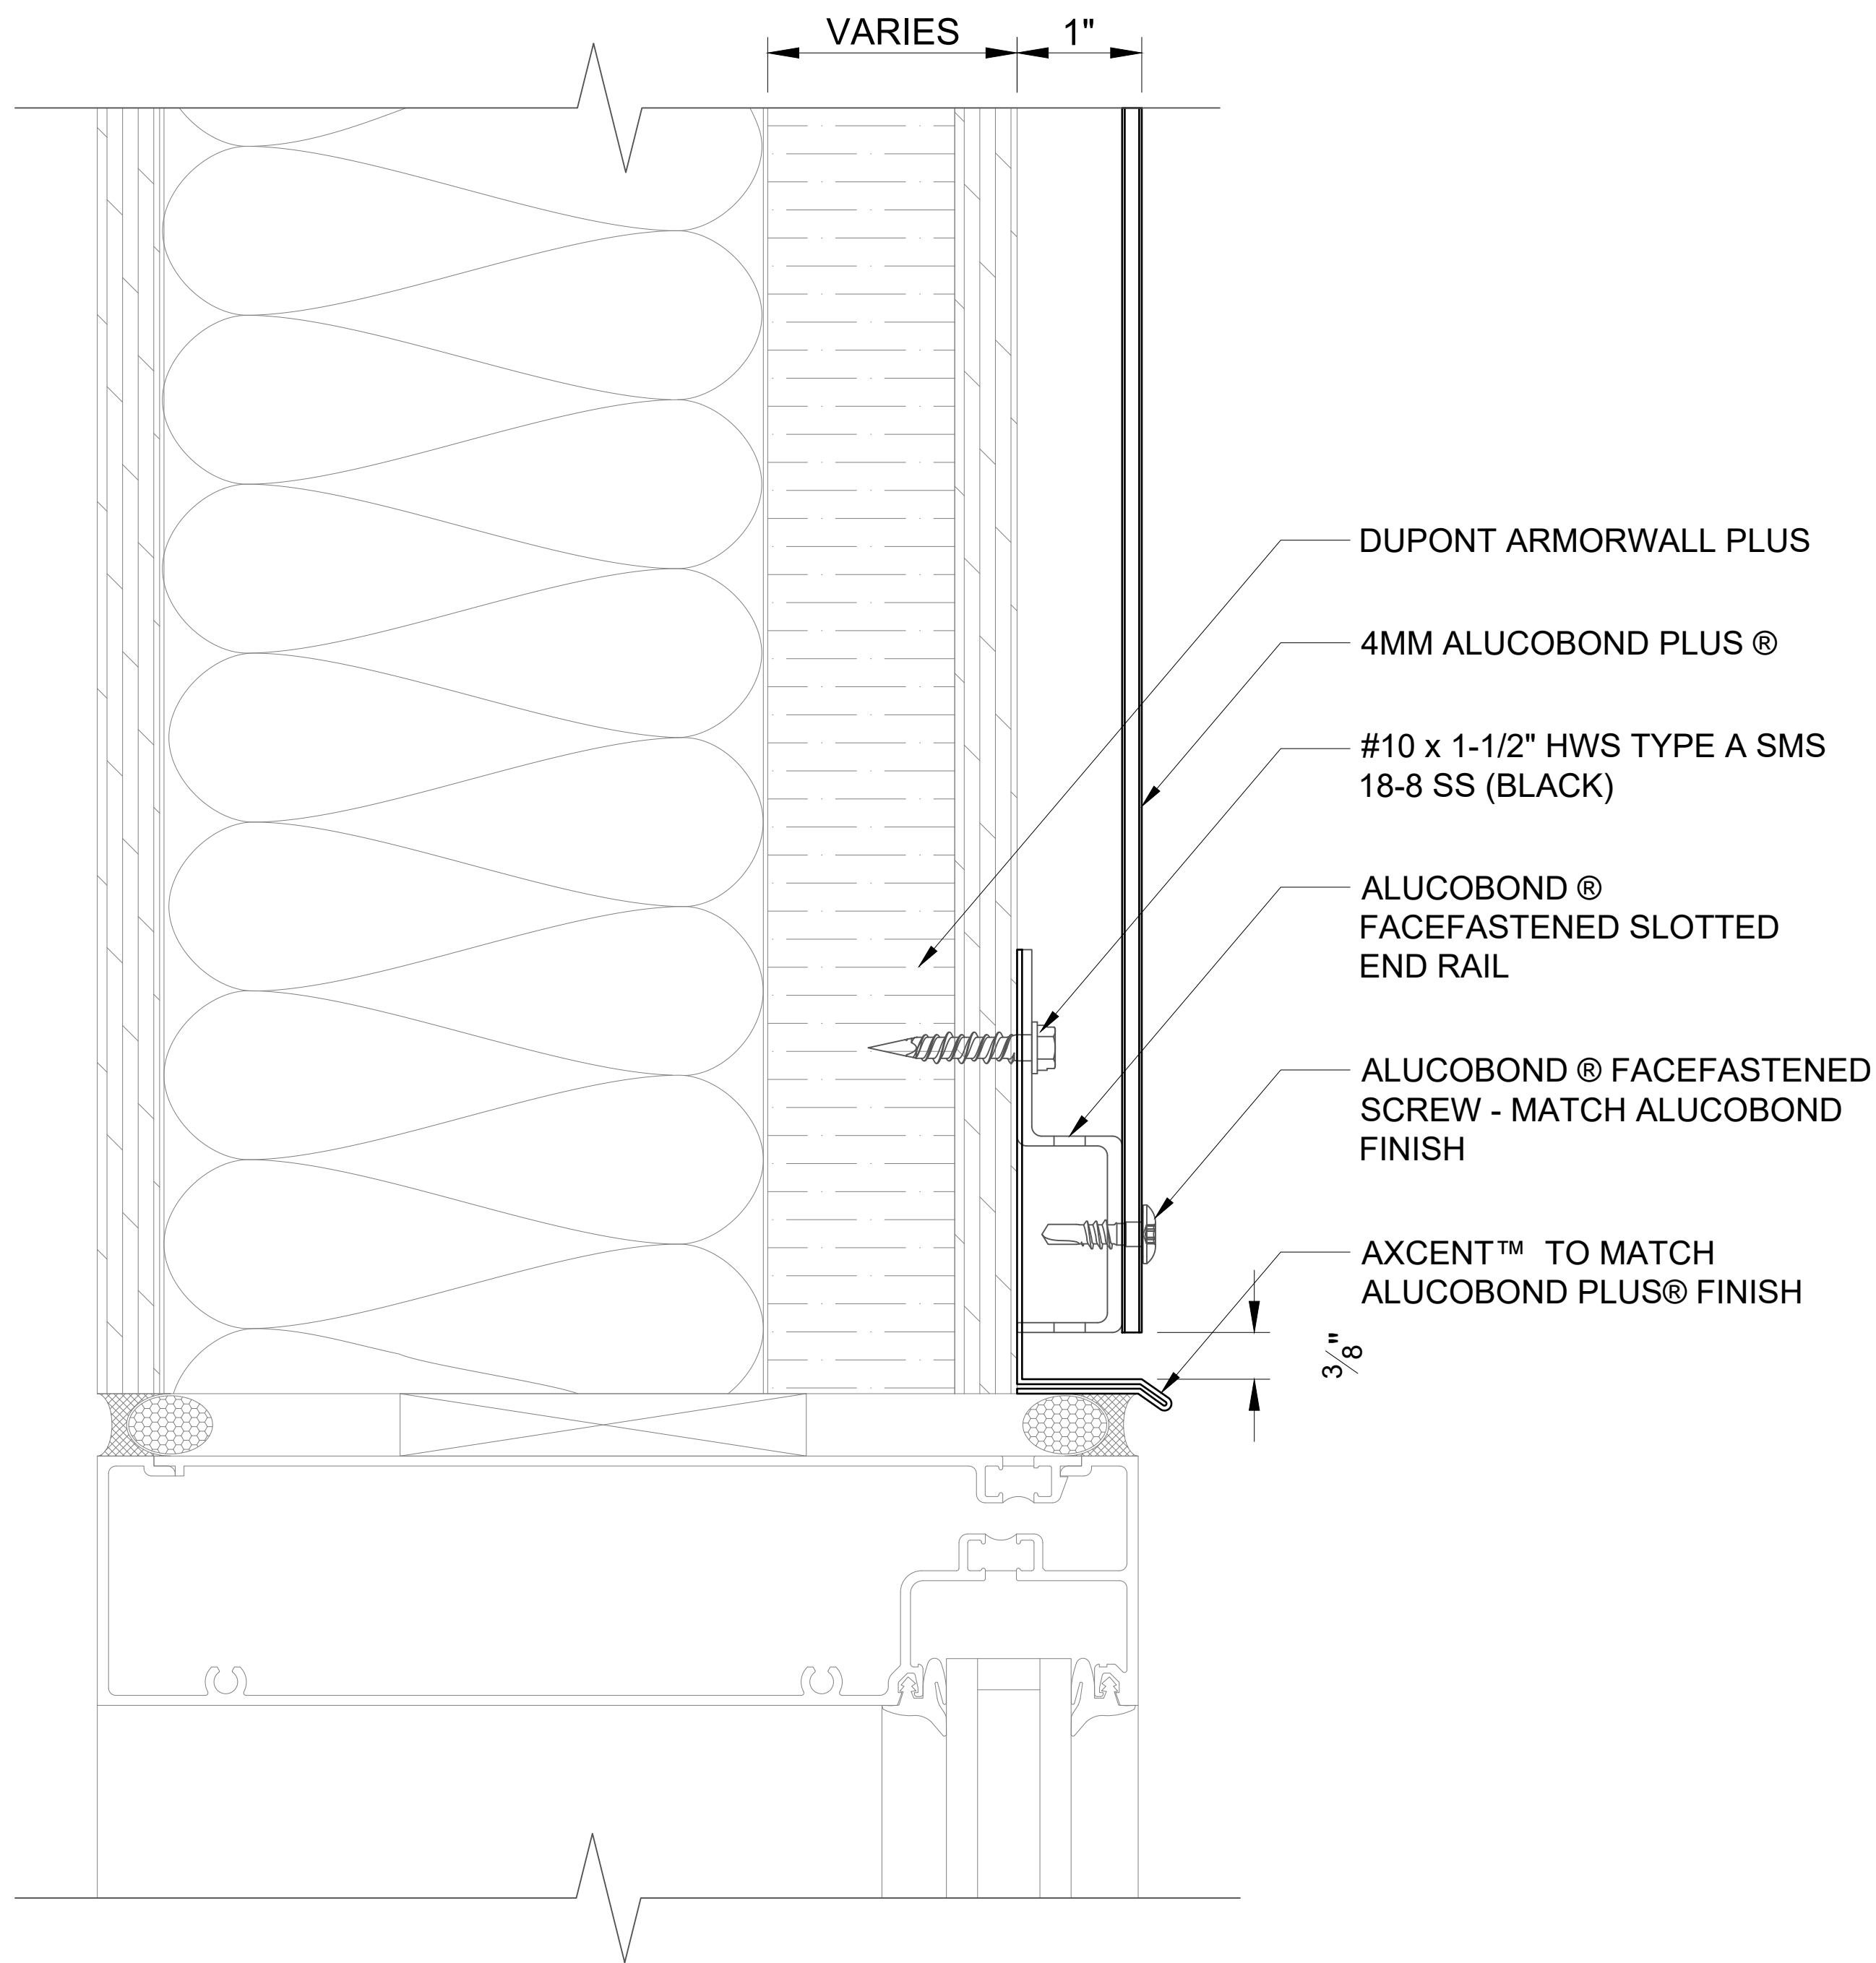 VARIES
1"
DUPONT ARMORWALL PLUS
4MM ALUCOBOND PLUS ®
#10 x 1-1/2" HWS TYPE A SMS
18-8 SS (BLACK)
ALUCOBOND ®
FACEFASTENED SLOTTED
END RAIL
ALUCOBOND ® FACEFASTENED
SCREW - MATCH ALUCOBOND
FINISH
AXCENT™ TO MATCH
ALUCOBOND PLUS® FINISH
3/8"